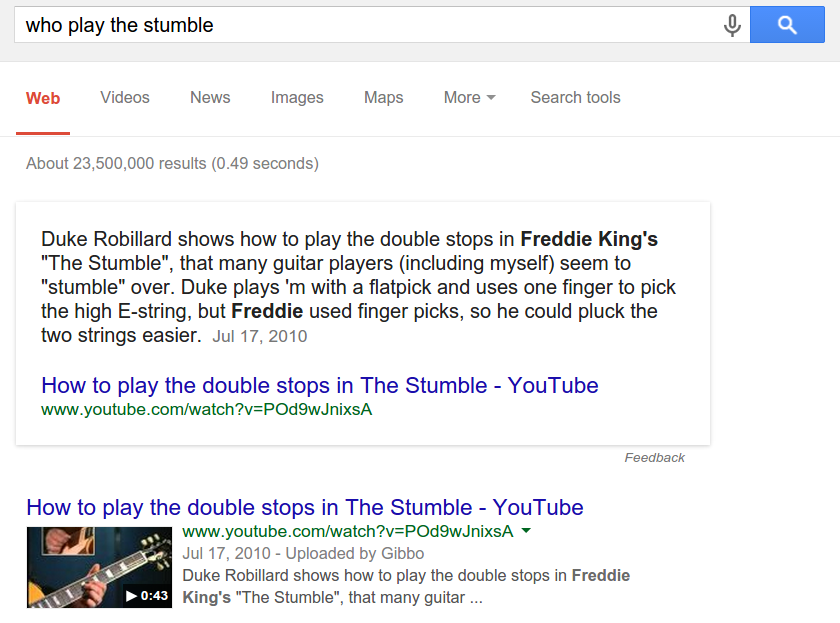 who play the stumble
Web Videos News Images Maps More Search tools
About 23,500,000 results (0.49 seconds)
Duke Robillard shows how to play the double stops in Freddie King's
"The Stumble", that many guitar players (including myself) seem to
"stumble" over. Duke plays 'm with a flatpick and uses one finger to pick
the high E-string, but Freddie used finger picks, so he could pluck the
two strings easier. Jul 17, 2010
How to play the double stops in The Stumble - YouTube
www.youtube.com/watch?v=POd9wJnixsA
Feedback
How to play the double stops in The Stumble - YouTube
www.youtube.com/watch?v=POd9wJnixsA
Jul 17, 2010 - Uploaded by Gibbo
Duke Robillard shows how to play the double stops in Freddie
King's "The Stumble", that many guitar ...
0:43